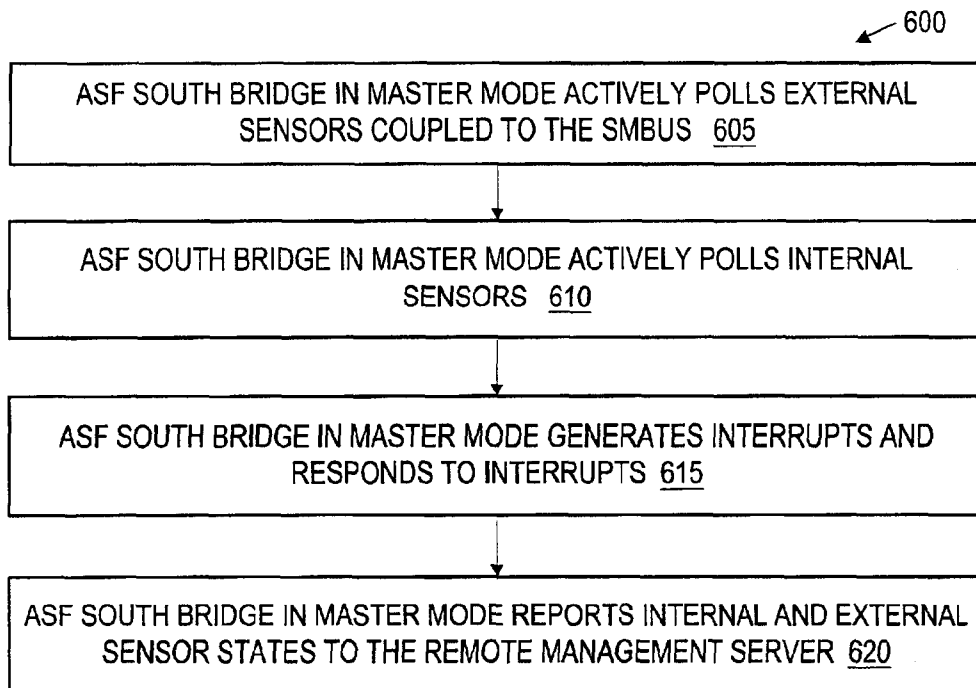 600
ASF SOUTH BRIDGE IN MASTER MODE ACTIVELY POLLS EXTERNAL
SENSORS COUPLED TO THE SMBUS 605
ASF SOUTH BRIDGE IN MASTER MODE ACTIVELY POLLS INTERNAL
SENSORS 610
ASF SOUTH BRIDGE IN MASTER MODE GENERATES INTERRUPTS AND
RESPONDS TO INTERRUPTS 615
ASF SOUTH BRIDGE IN MASTER MODE REPORTS INTERNAL AND EXTERNAL
SENSOR STATES TO THE REMOTE MANAGEMENT SERVER 620